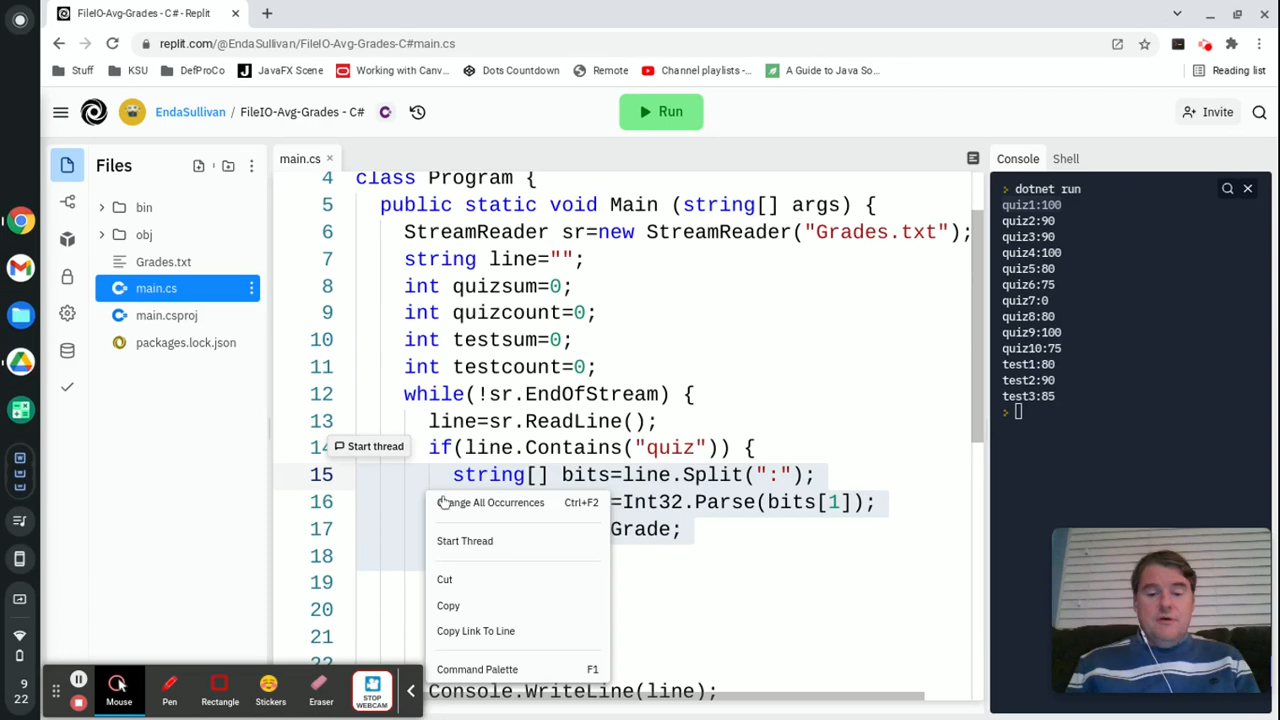 FileIO-Avg-Grades - C# - Replit
replit.com/@EndaSullivan/FileIO-Avg-Grades-C#main.cs
Stuff KSU DefProCo JavaFX Scene Working with Canv... Dots Countdown Remote Channel playlists -... A Guide to Java So... Reading list
EndaSullivan / FileIO-Avg-Grades - C# Run Invite
Files
bin
obj
Grades.txt
main.cs
main.csproj
packages.lock.json
main.cs
4 class Program {
5 public static void Main (string[] args) {
6 StreamReader sr=new StreamReader("Grades.txt");
7 string line="";
8 int quizsum=0;
9 int quizcount=0;
10 int testsum=0;
11 int testcount=0;
12 while(!sr.EndOfStream) {
13 line=sr.ReadLine();
14 if(line.Contains("quiz")) {
15 string[] bits=line.Split(":");
16 =Int32.Parse(bits[1]);
17 Grade;
18
19
20
21
22
Console.WriteLine(line);
Start thread
Change All Occurrences Ctrl+F2
Start Thread
Cut
Copy
Copy Link To Line
Command Palette F1
Console Shell
dotnet run
quiz1:100
quiz2:90
quiz3:90
quiz4:100
quiz5:80
quiz6:75
quiz7:0
quiz8:80
quiz9:100
quiz10:75
test1:80
test2:90
test3:85
9
22
Mouse Pen Rectangle Stickers Eraser STOP WEBCAM